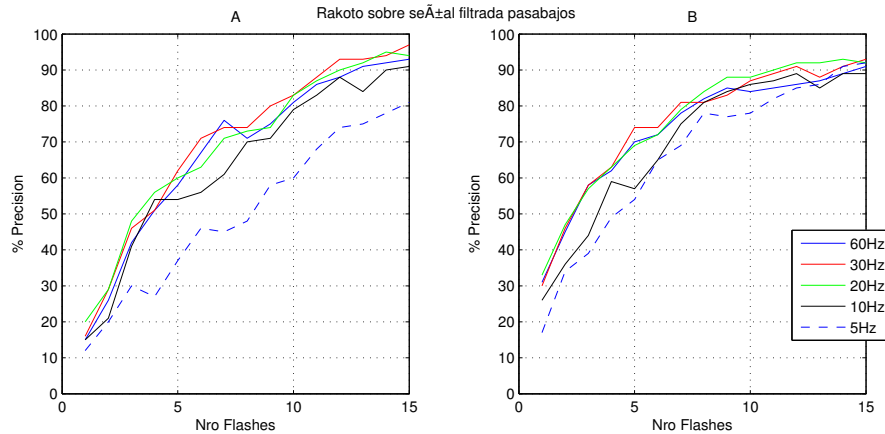 Rakoto sobre seÃ±al filtrada pasabajos
A
100
90
80
70
60
50
40
30
20
10
0
% Precision
0
5
10
15
Nro Flashes
B
100
90
80
70
60
50
40
30
20
10
0
% Precision
0
5
10
15
Nro Flashes
60Hz
30Hz
20Hz
10Hz
5Hz